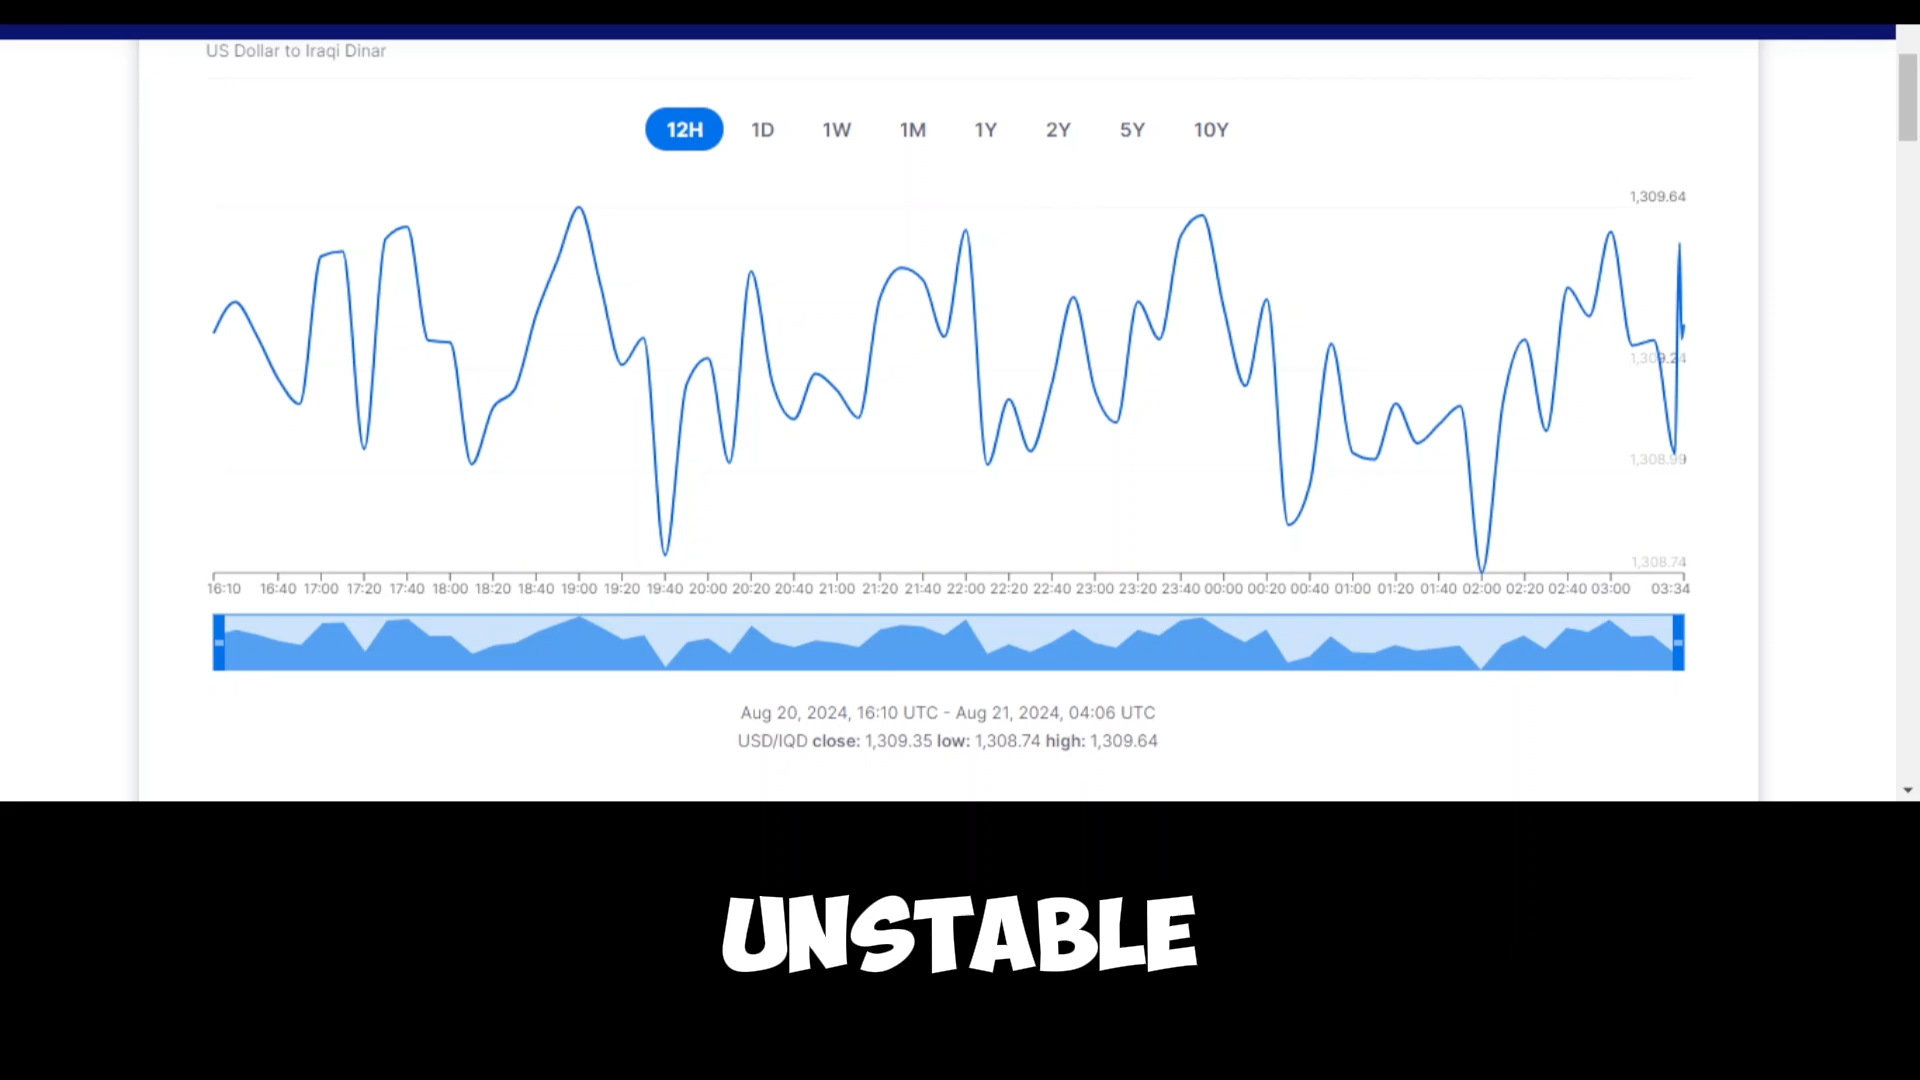 US Dollar to Iraqi Dinar
12H 1D 1W 1M 1Y 2Y 5Y 10Y
1,309.64
1,309.24
1,308.99
1,308.74
16:10 16:40 17:00 17:20 17:40 18:00 18:20 18:40 19:00 19:20 19:40 20:00 20:20 20:40 21:00 21:20 21:40 22:00 22:20 22:40 23:00 23:20 23:40 00:00 00:20 00:40 01:00 01:20 01:40 02:00 02:20 02:40 03:00 03:34
Aug 20, 2024, 16:10 UTC - Aug 21, 2024, 04:06 UTC
USD/IQD close: 1,309.35 low: 1,308.74 high: 1,309.64
UNSTABLE